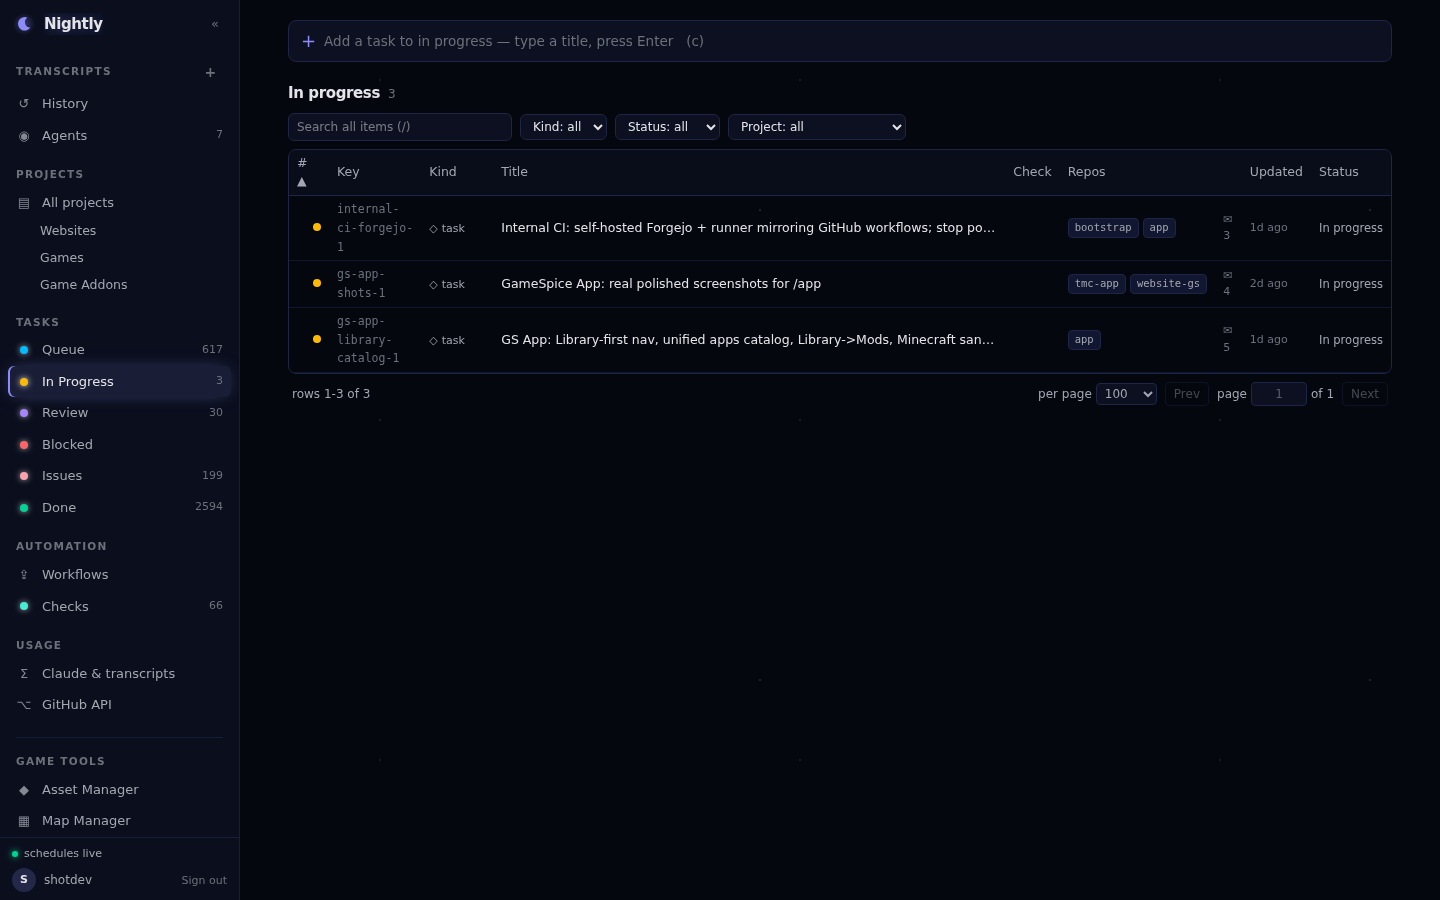 Nightly «
TRANSCRIPTS +
History
Agents 7
PROJECTS
All projects
Websites
Games
Game Addons
TASKS
Queue 617
In Progress 3
Review 30
Blocked
Issues 199
Done 2594
AUTOMATION
Workflows
Checks 66
USAGE
Σ Claude & transcripts
GitHub API
GAME TOOLS
Asset Manager
Map Manager
schedules live
S shotdev Sign out
+ Add a task to in progress — type a title, press Enter (c)
In progress 3
Search all items (/) Kind: all Status: all Project: all
# ▲ Key Kind Title Check Repos Updated Status
internal-ci-forgejo-1 ◇ task Internal CI: self-hosted Forgejo + runner mirroring GitHub workflows; stop po… bootstrap app ✉ 3 1d ago In progress
gs-app-shots-1 ◇ task GameSpice App: real polished screenshots for /app tmc-app website-gs ✉ 4 2d ago In progress
gs-app-library-catalog-1 ◇ task GS App: Library-first nav, unified apps catalog, Library->Mods, Minecraft san… app ✉ 5 1d ago In progress
rows 1-3 of 3 per page 100 Prev page 1 of 1 Next